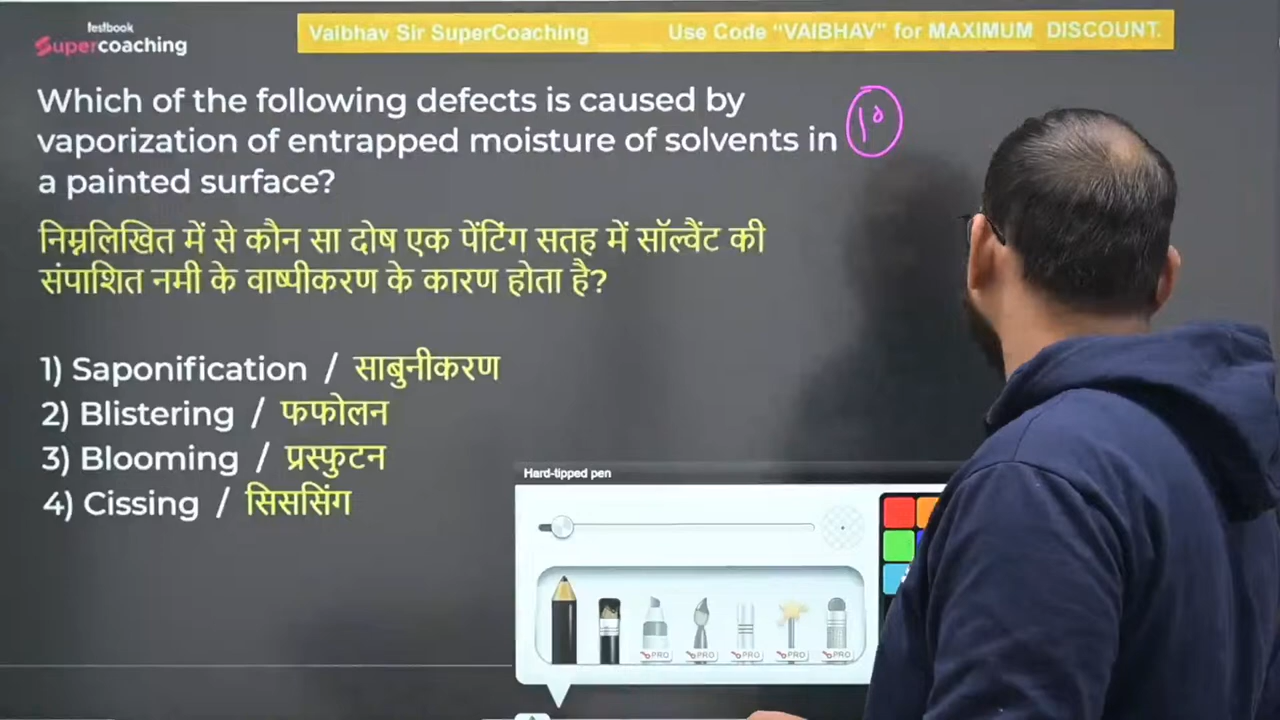 testbook
Supercoaching
Vaibhav Sir SuperCoaching Use Code “VAIBHAV” for MAXIMUM DISCOUNT.
Which of the following defects is caused by
vaporization of entrapped moisture of solvents in
a painted surface?
10
निम्नलिखित में से कौन सा दोष एक पेंटिंग सतह में सॉल्वैंट की
संपाशित नमी के वाष्पीकरण के कारण होता है?
1) Saponification / साबुनीकरण
2) Blistering / फफोलन
3) Blooming / प्रस्फुटन
4) Cissing / सिससिंग
Hard-tipped pen
PRO PRO PRO PRO PRO